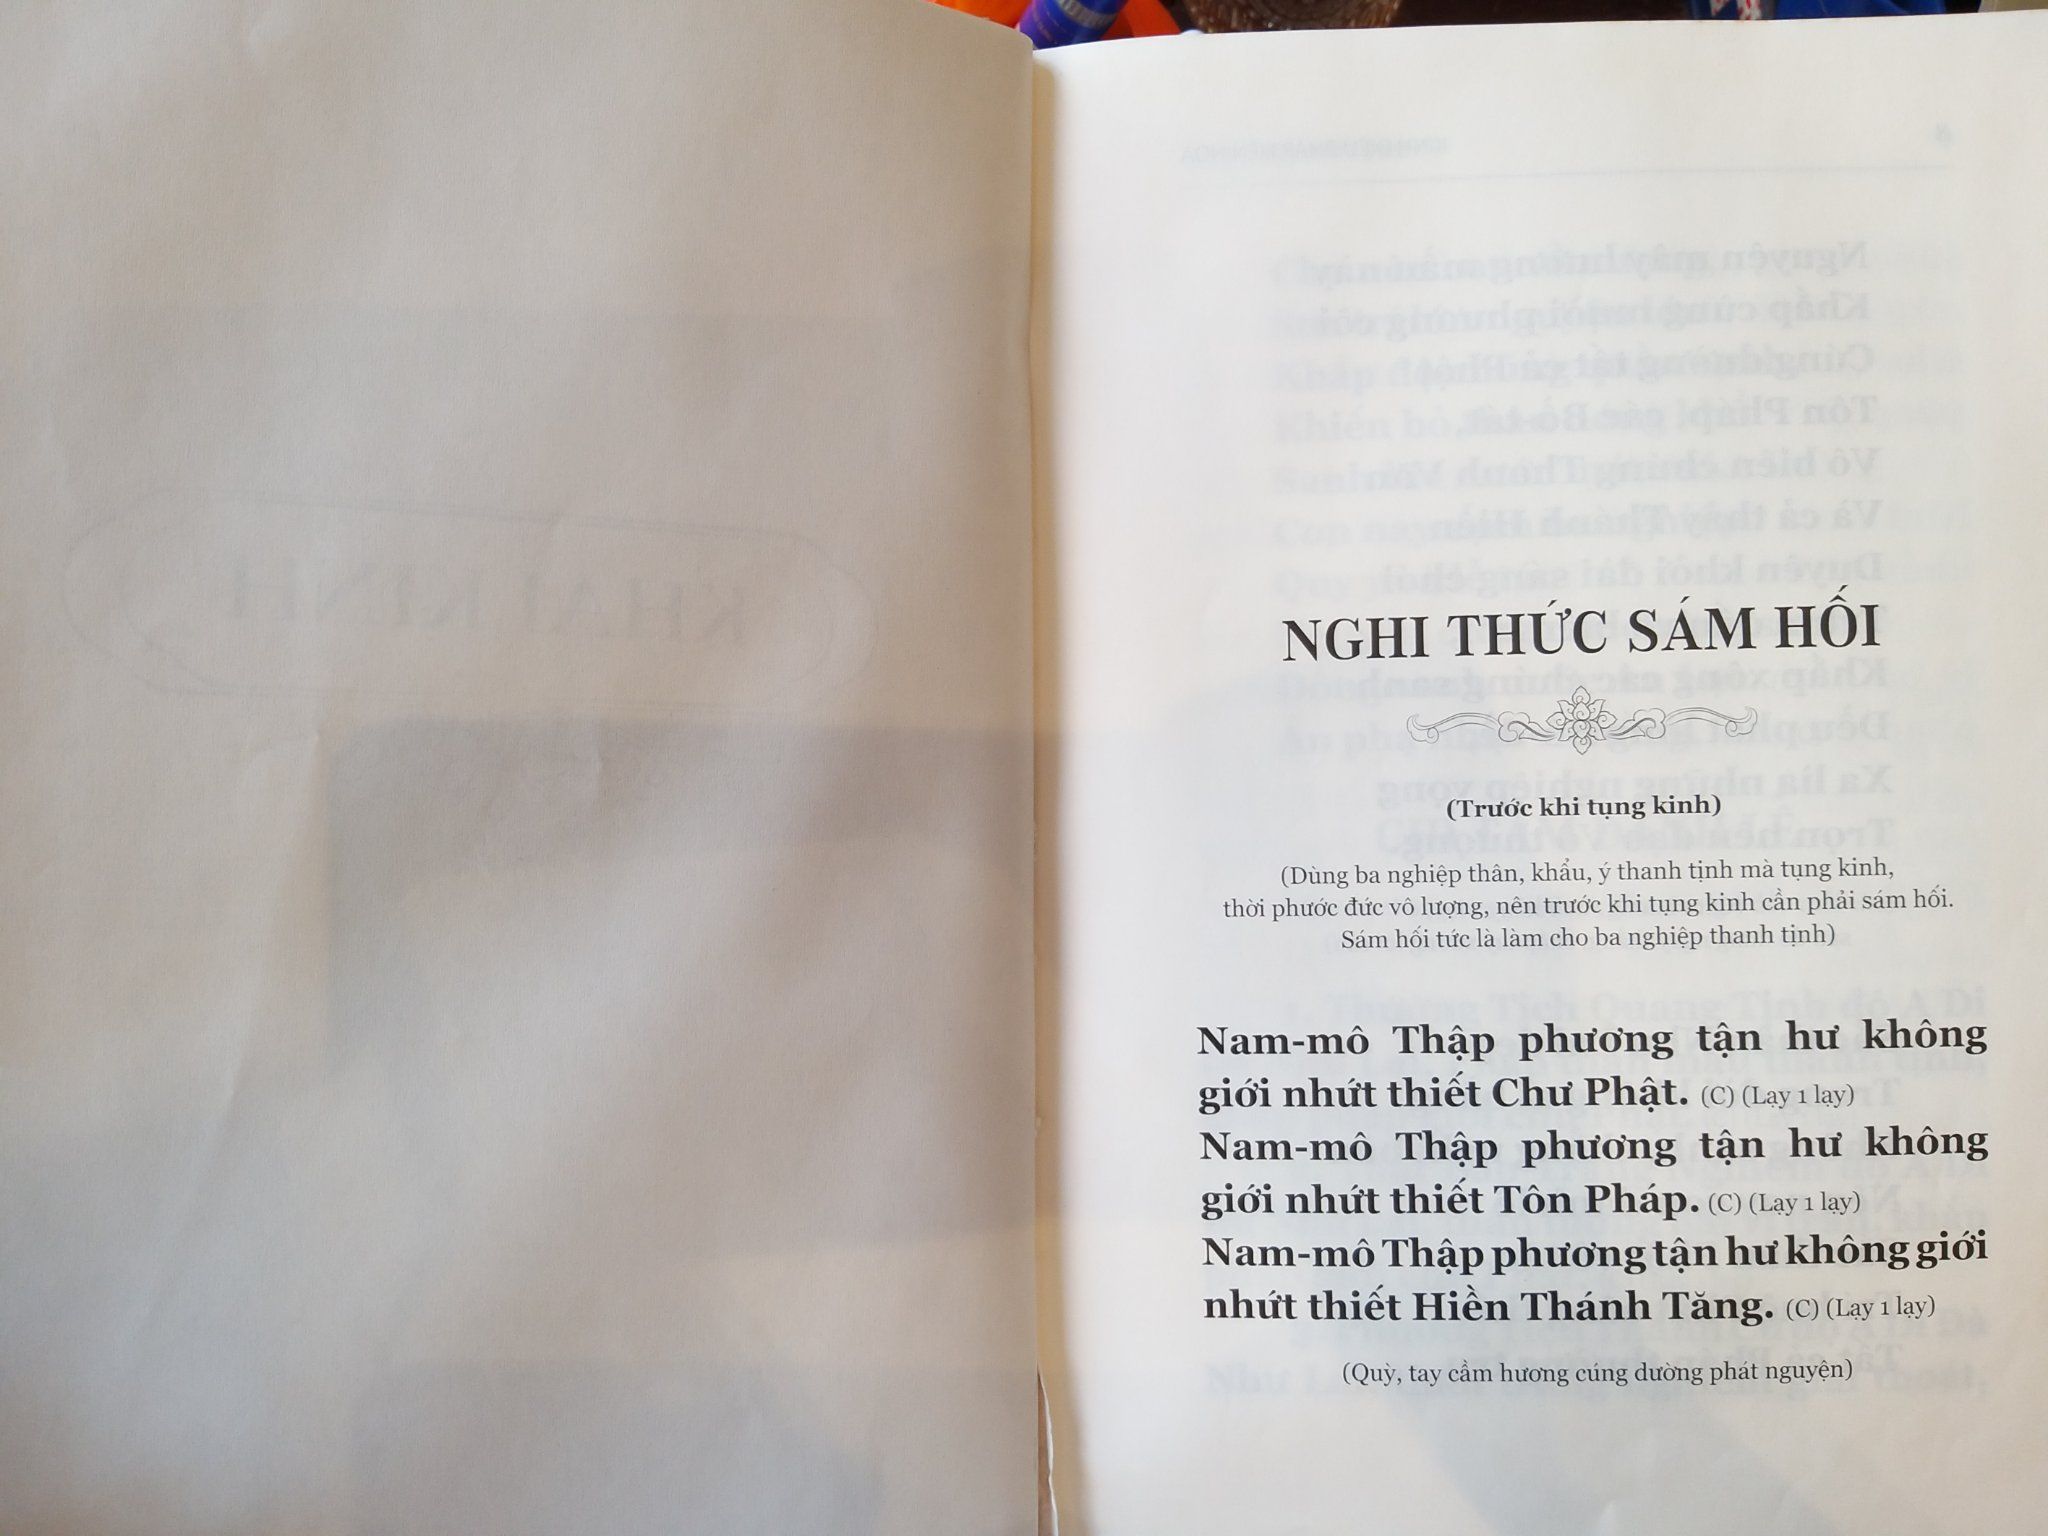 KHAI KINH
NGHI THỨC SÁM HỐI
(Trước khi tụng kinh)
(Dùng ba nghiệp thân, khẩu, ý thanh tịnh mà tụng kinh,
thời phước đức vô lượng, nên trước khi tụng kinh cần phải sám hối.
Sám hối tức là làm cho ba nghiệp thanh tịnh)
Nam-mô Thập phương tận hư không
giới nhứt thiết Chư Phật. (C) (Lạy 1 lạy)
Nam-mô Thập phương tận hư không
giới nhứt thiết Tôn Pháp. (C) (Lạy 1 lạy)
Nam-mô Thập phương tận hư không giới
nhứt thiết Hiền Thánh Tăng. (C) (Lạy 1 lạy)
(Quỳ, tay cầm hương cúng dường phát nguyện)